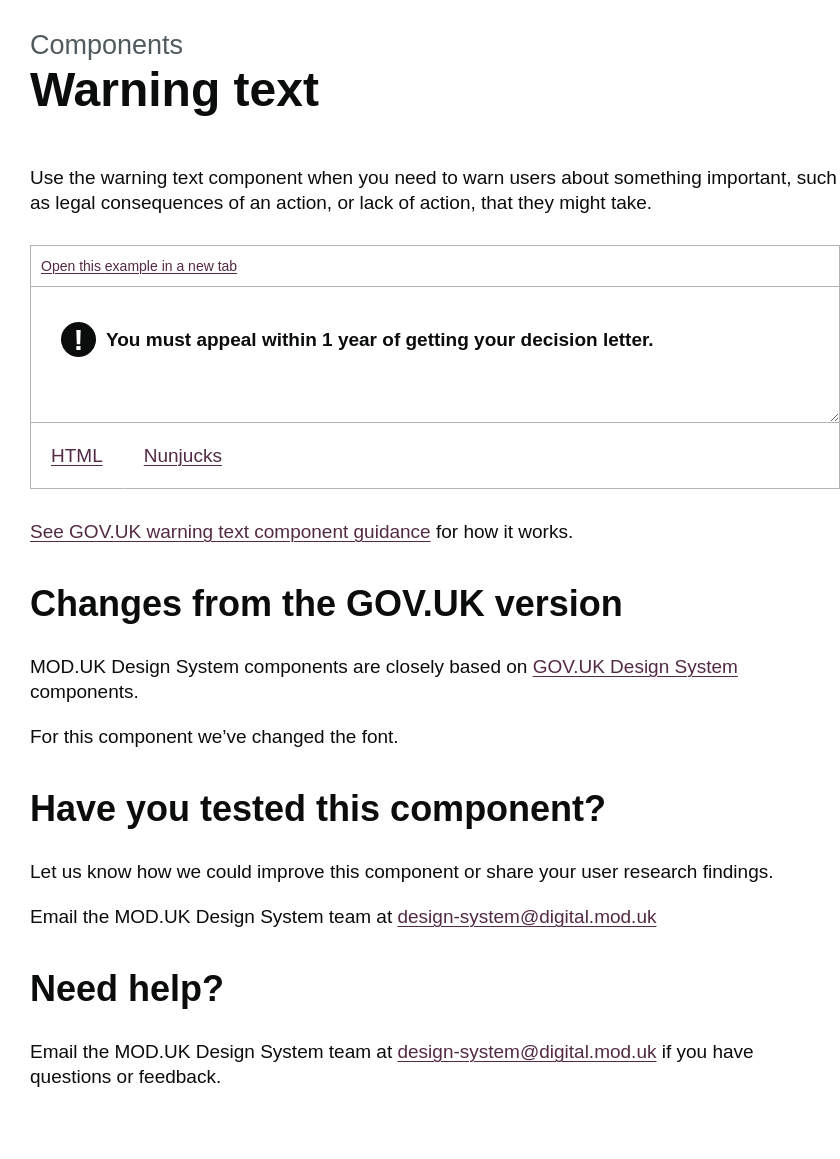 Components
Warning text
Use the warning text component when you need to warn users about something important, such
as legal consequences of an action, or lack of action, that they might take.
Open this example in a new tab
! You must appeal within 1 year of getting your decision letter.
HTML Nunjucks
See GOV.UK warning text component guidance for how it works.
Changes from the GOV.UK version
MOD.UK Design System components are closely based on GOV.UK Design System
components.
For this component we’ve changed the font.
Have you tested this component?
Let us know how we could improve this component or share your user research findings.
Email the MOD.UK Design System team at design-system@digital.mod.uk
Need help?
Email the MOD.UK Design System team at design-system@digital.mod.uk if you have
questions or feedback.